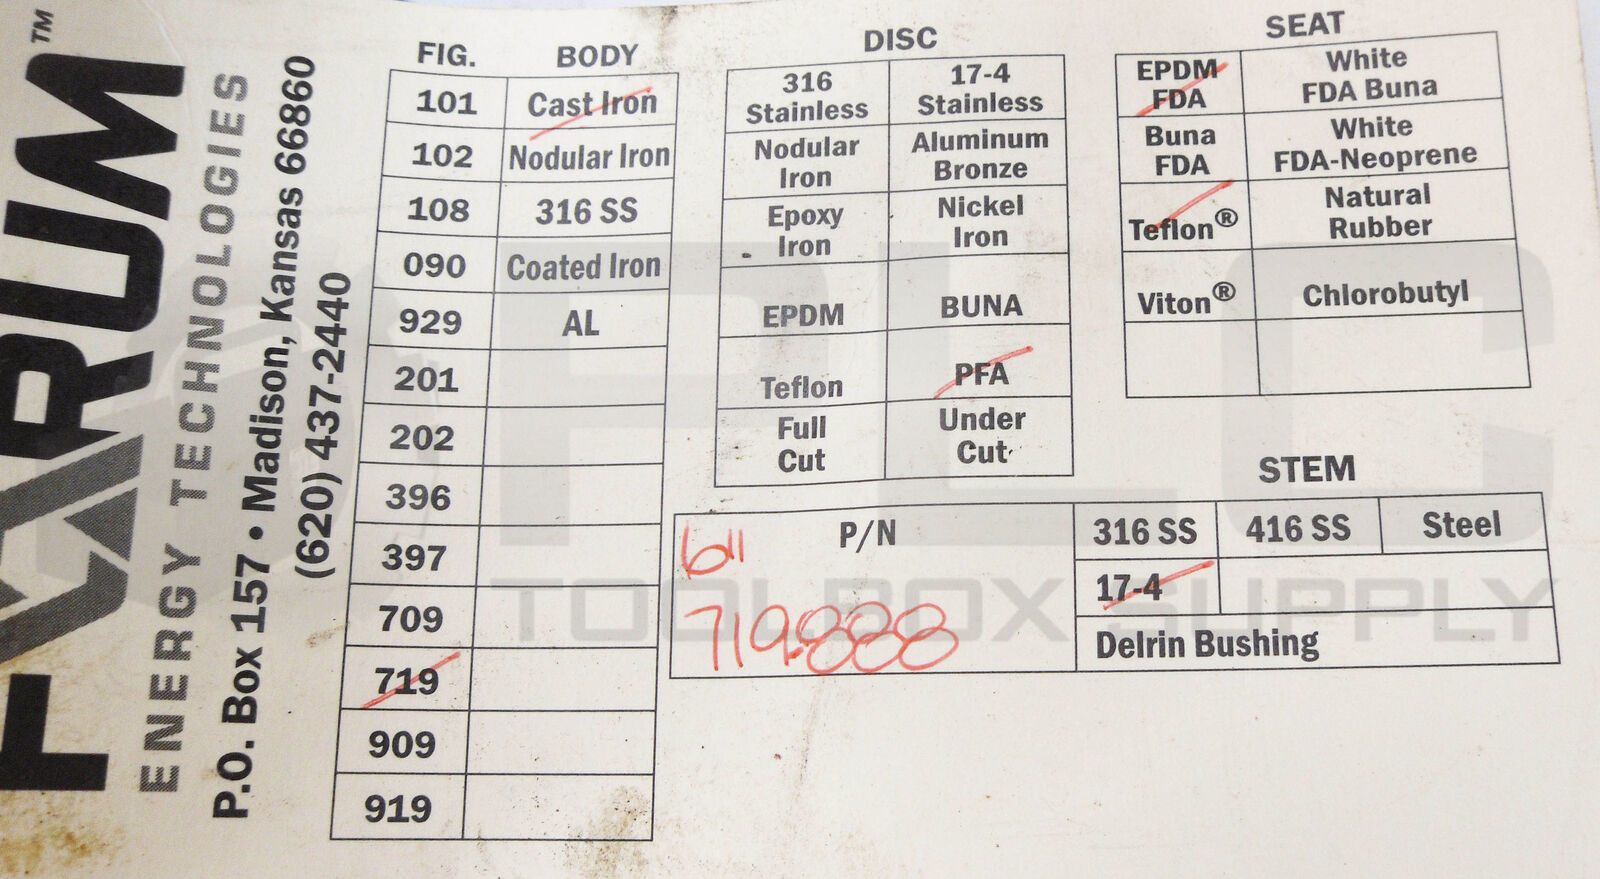 ARUM™
ENERGY TECHNOLOGIES
P.O. Box 157 • Madison, Kansas 66860
(620) 437-2440
FIG. BODY
101 Cast Iron
102 Nodular Iron
108 316 SS
090 Coated Iron
929 AL
201
202
396
397
709
719
909
919
DISC
316 Stainless 17-4 Stainless
Nodular Iron Aluminum Bronze
Epoxy Iron Nickel Iron
EPDM BUNA
Teflon PFA
Full Cut Under Cut
SEAT
EPDM FDA White FDA Buna
Buna FDA White FDA-Neoprene
Teflon® Natural Rubber
Viton® Chlorobutyl
STEM
316 SS 416 SS Steel
17-4
Delrin Bushing
P/N
6"
719-888
PLC
TOOLBOX SUPPLY